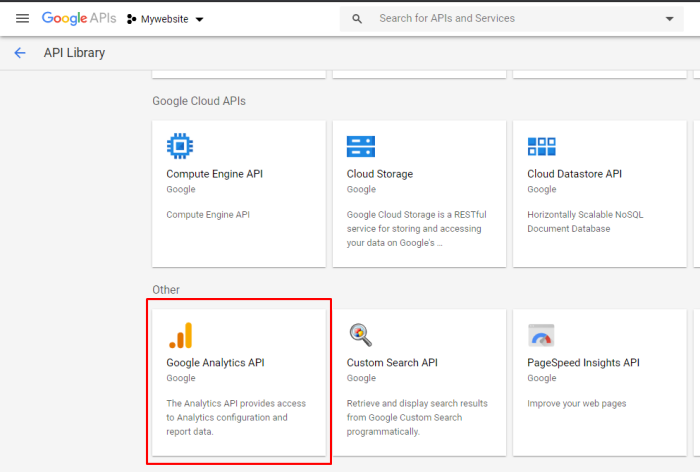 Google APIs Mywebsite Search for APIs and Services
API Library
Google Cloud APIs
Compute Engine API
Google
Compute Engine API
Cloud Storage
Google
Google Cloud Storage is a RESTful
service for storing and accessing
your data on Google's ...
Cloud Datastore API
Google
Horizontally Scalable NoSQL
Document Database
Other
Google Analytics API
Google
The Analytics API provides access
to Analytics configuration and
report data.
Custom Search API
Google
Retrieve and display search results
from Google Custom Search
programmatically.
PageSpeed Insights API
Google
Improve your web pages